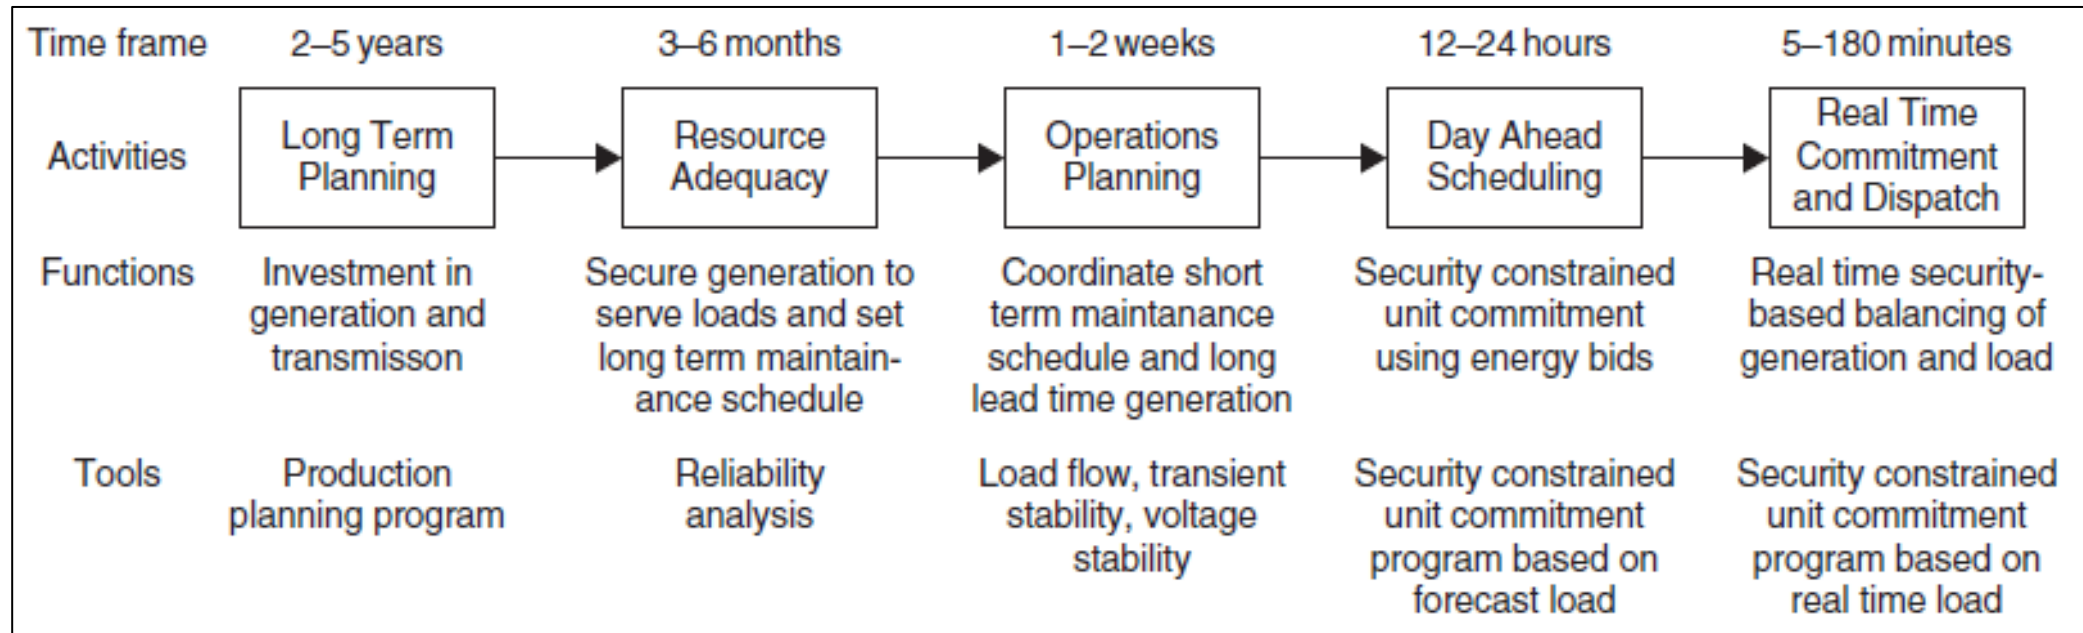 Time frame 2–5 years 3–6 months 1–2 weeks 12–24 hours 5–180 minutes
Activities
Long Term
Planning
Resource
Adequacy
Operations
Planning
Day Ahead
Scheduling
Real Time
Commitment
and Dispatch
Functions
Investment in
generation and
transmisson
Secure generation to
serve loads and set
long term maintain-
ance schedule
Coordinate short
term maintanance
schedule and long
lead time generation
Security constrained
unit commitment
using energy bids
Real time security-
based balancing of
generation and load
Tools
Production
planning program
Reliability
analysis
Load flow, transient
stability, voltage
stability
Security constrained
unit commitment
program based on
forecast load
Security constrained
unit commitment
program based on
real time load